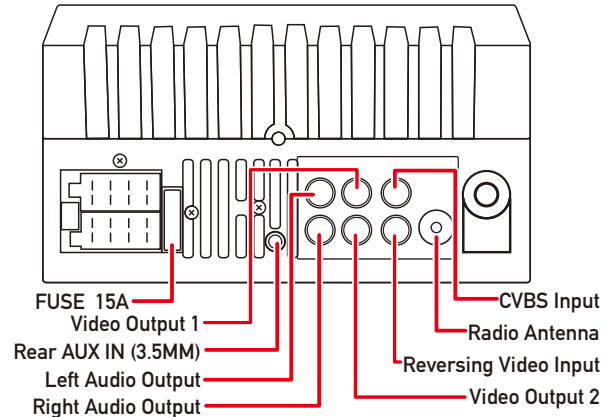 FUSE 15A
Video Output 1
Rear AUX IN (3.5MM)
Left Audio Output
Right Audio Output
CVBS Input
Radio Antenna
Reversing Video Input
Video Output 2